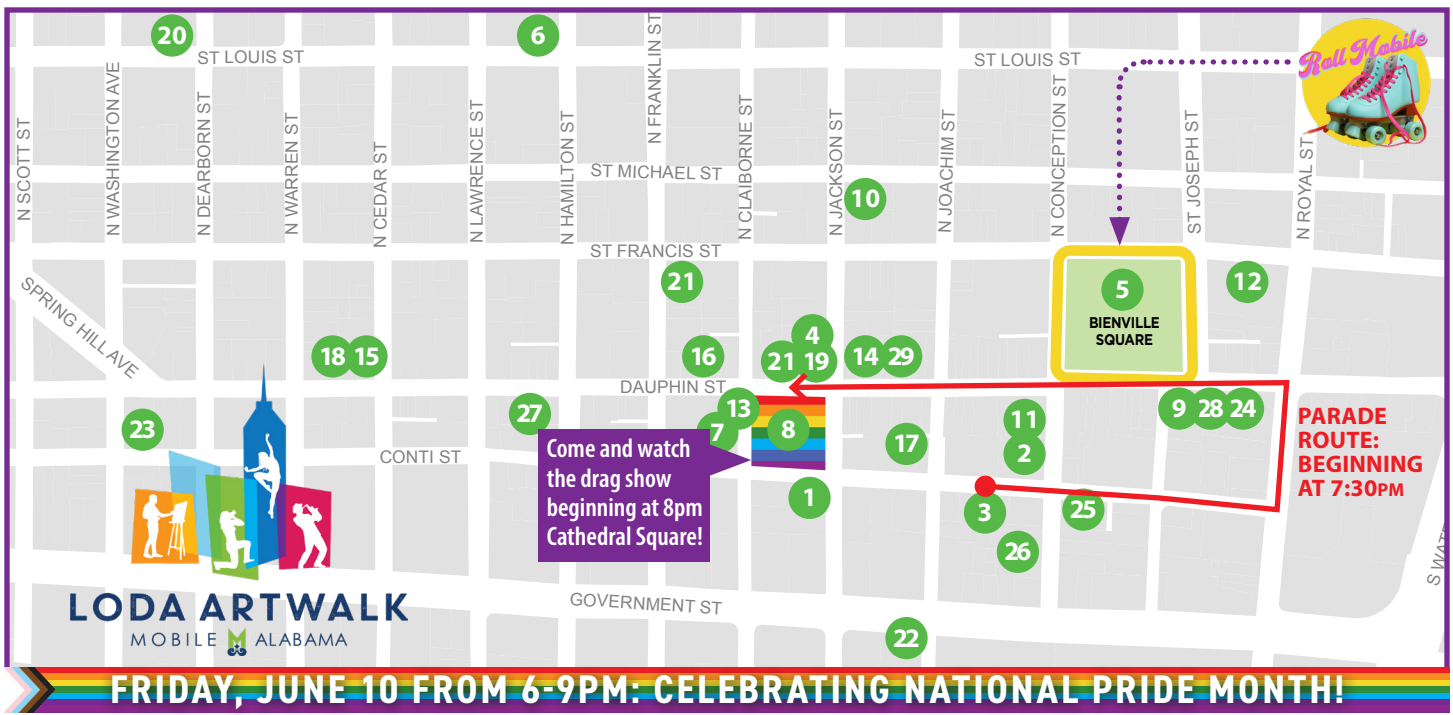 20
6
ST LOUIS ST
ST LOUIS ST
Roll Mobile
N SCOTT ST
N WASHINGTON AVE
N DEARBORN ST
N WARREN ST
N CEDAR ST
N LAWRENCE ST
N HAMILTON ST
N FRANKLIN ST
N CLAIBORNE ST
N JACKSON ST
N JOACHIM ST
N CONCEPTION ST
ST JOSEPH ST
N ROYAL ST
ST MICHAEL ST
10
ST FRANCIS ST
SPRING HILL AVE
21
5
BIENVILLE
SQUARE
12
18
15
16
4
21
19
14
29
DAUPHIN ST
23
27
13
7
8
17
11
2
9
28
24
PARADE
ROUTE:
BEGINNING
AT 7:30PM
CONTI ST
Come and watch
the drag show
beginning at 8pm
Cathedral Square!
1
3
25
26
GOVERNMENT ST
22
LODA ARTWALK
MOBILE M ALABAMA
FRIDAY, JUNE 10 FROM 6-9PM: CELEBRATING NATIONAL PRIDE MONTH!